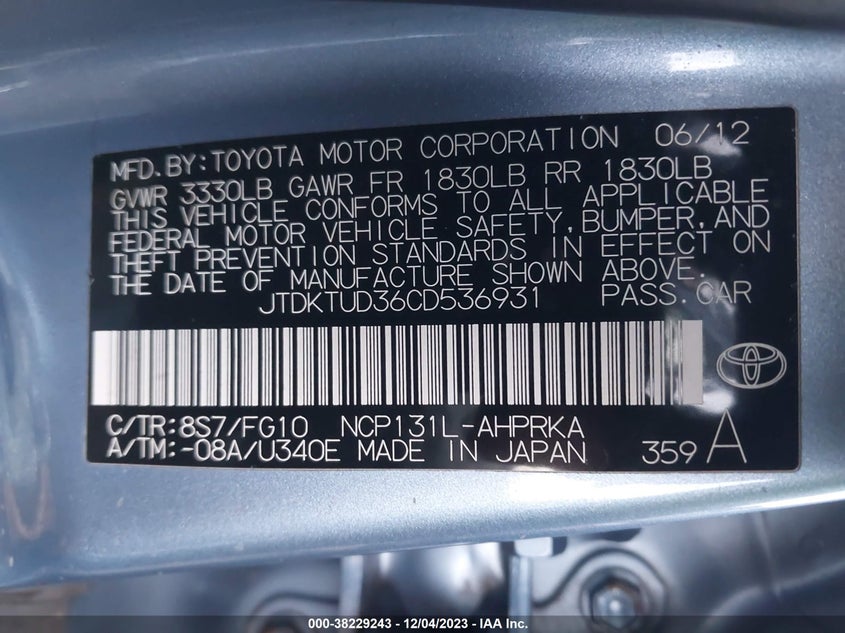 MFD. BY: TOYOTA MOTOR CORPORATION 06/12
GVWR 3330LB GAWR FR 1830LB RR 1830LB
THIS VEHICLE CONFORMS TO ALL APPLICABLE
FEDERAL MOTOR VEHICLE SAFETY, BUMPER, AND
THEFT PREVENTION STANDARDS IN EFFECT ON
THE DATE OF MANUFACTURE SHOWN ABOVE.
JTDKTUD36CD536931 PASS. CAR
C/TR: 8S7/FG10 NCP131L-AHPRKA
A/TM: -08A/U340E MADE IN JAPAN 359 A
000-38229243 - 12/04/2023 - IAA Inc.